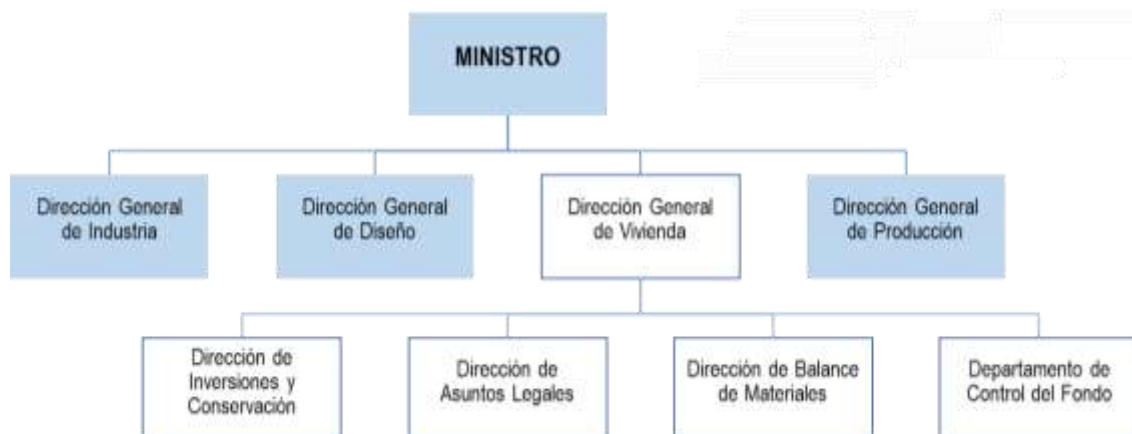 MINISTRO
Dirección General
de Industria
Dirección General
de Diseño
Dirección General
de Vivienda
Dirección General
de Producción
Dirección de
Inversiones y
Conservación
Dirección de
Asuntos Legales
Dirección de Balance
de Materiales
Departamento de
Control del Fondo